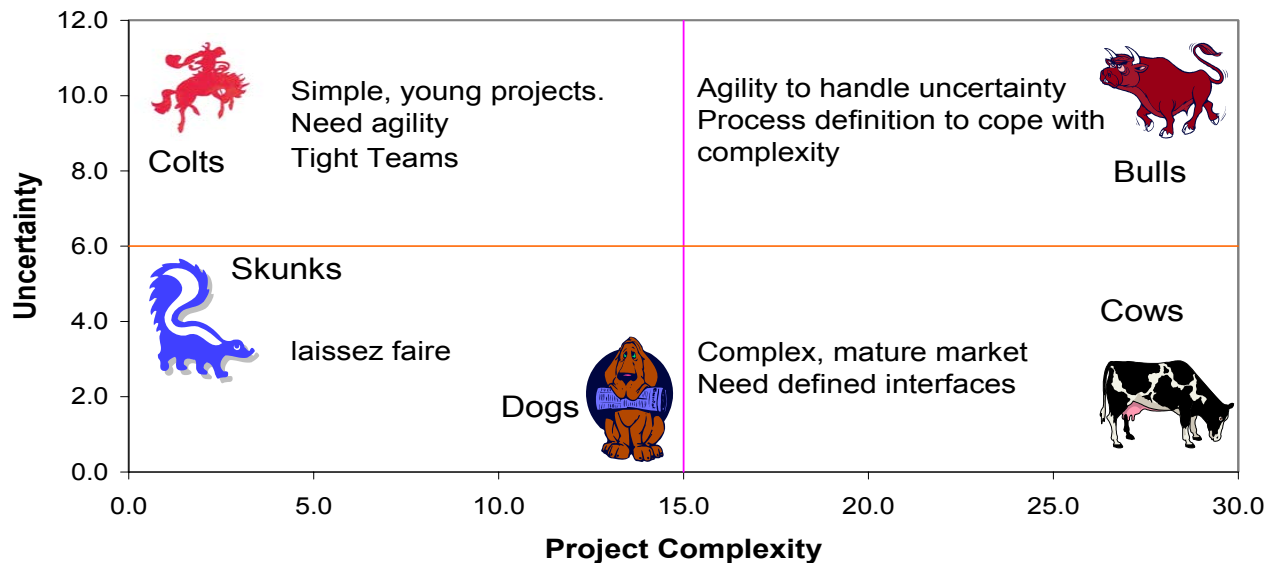 12.0
10.0
8.0
6.0
4.0
2.0
0.0
Uncertainty
Simple, young projects.
Need agility
Tight Teams
Colts
Agility to handle uncertainty
Process definition to cope with
complexity
Bulls
Skunks
laissez faire
Dogs
Cows
Complex, mature market
Need defined interfaces
0.0 5.0 10.0 15.0 20.0 25.0 30.0
Project Complexity